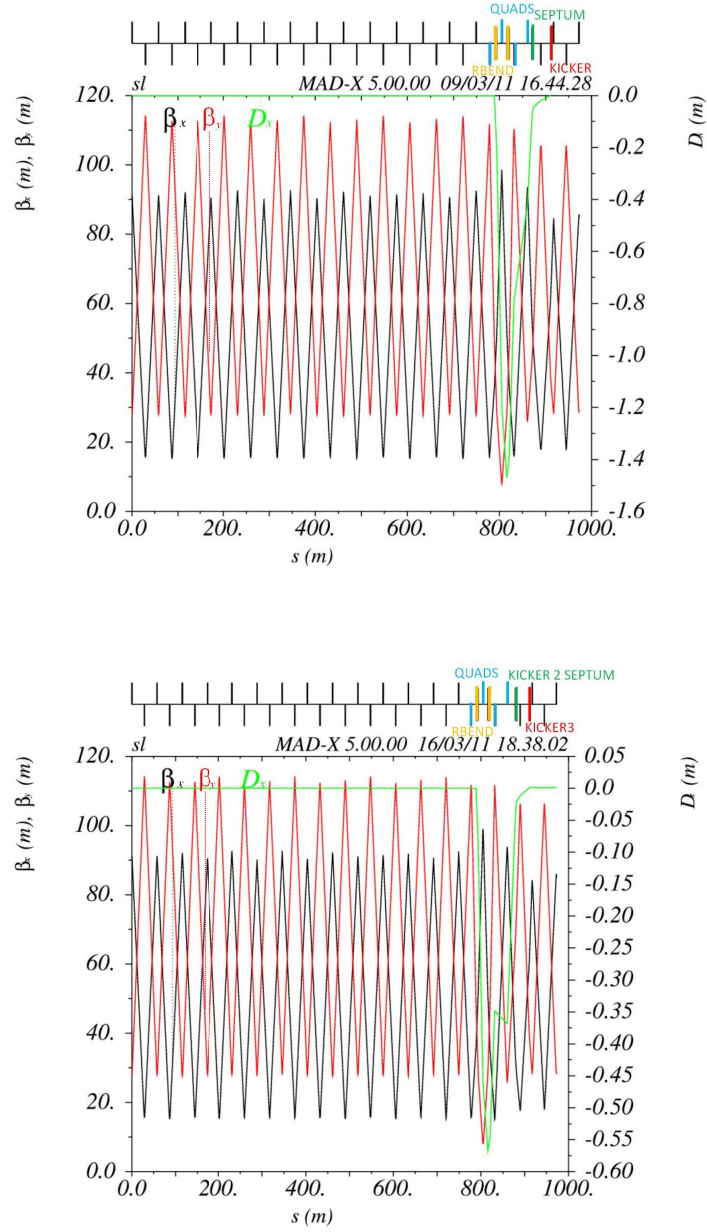 QUADS SEPTUM
RBEND KICKER
sl MAD-X 5.00.00 09/03/11 16.44.28
βx (m), βy (m)
120.
100.
80.
60.
40.
20.
0.0
βx βy Dx
0.0
-0.2
-0.4
-0.6
-0.8
-1.0
-1.2
-1.4
-1.6
Dx (m)
0.0 200. 400. 600. 800. 1000.
s (m)
QUADS KICKER 2 SEPTUM
RBEND KICKER3
sl MAD-X 5.00.00 16/03/11 18.38.02
βx (m), βy (m)
120.
100.
80.
60.
40.
20.
0.0
βx βy Dx
0.05
0.0
-0.05
-0.10
-0.15
-0.20
-0.25
-0.30
-0.35
-0.40
-0.45
-0.50
-0.55
-0.60
Dx (m)
0.0 200. 400. 600. 800. 1000.
s (m)